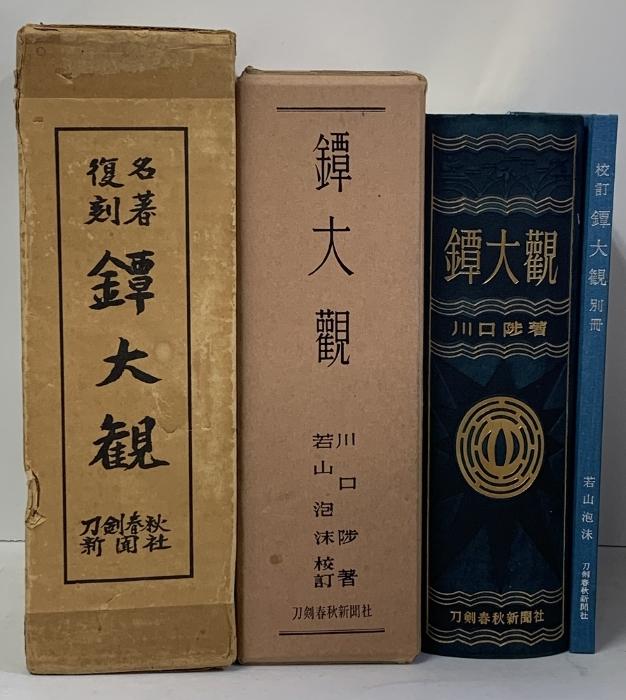 名著
復刻
鐔大観
刀剣春秋
新聞社
鐔大觀
川口陟著
若山泡沫校訂
刀剣春秋新聞社
鐔大觀
川口陟著
刀剣春秋新聞社
校訂 鐔大観 別冊
若山泡沫
刀剣春秋新聞社